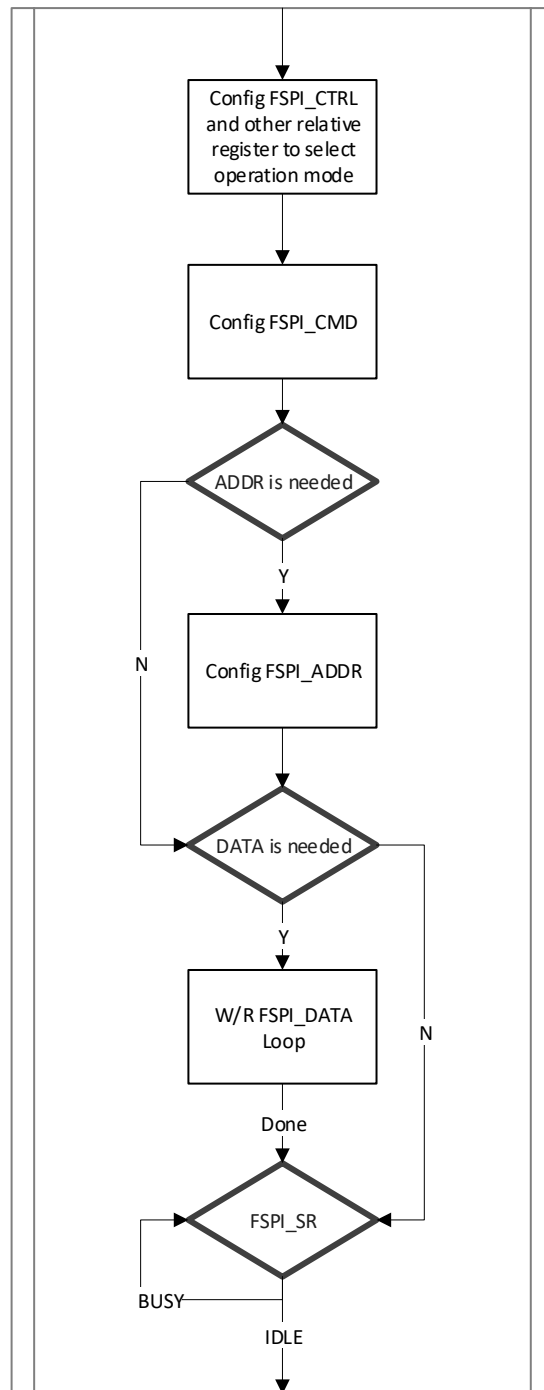 Config FSPI_CTRL
and other relative
register to select
operation mode
Config FSPI_CMD
ADDR is needed
Y
N
Config FSPI_ADDR
DATA is needed
Y
W/R FSPI_DATA
Loop
N
Done
FSPI_SR
BUSY
IDLE